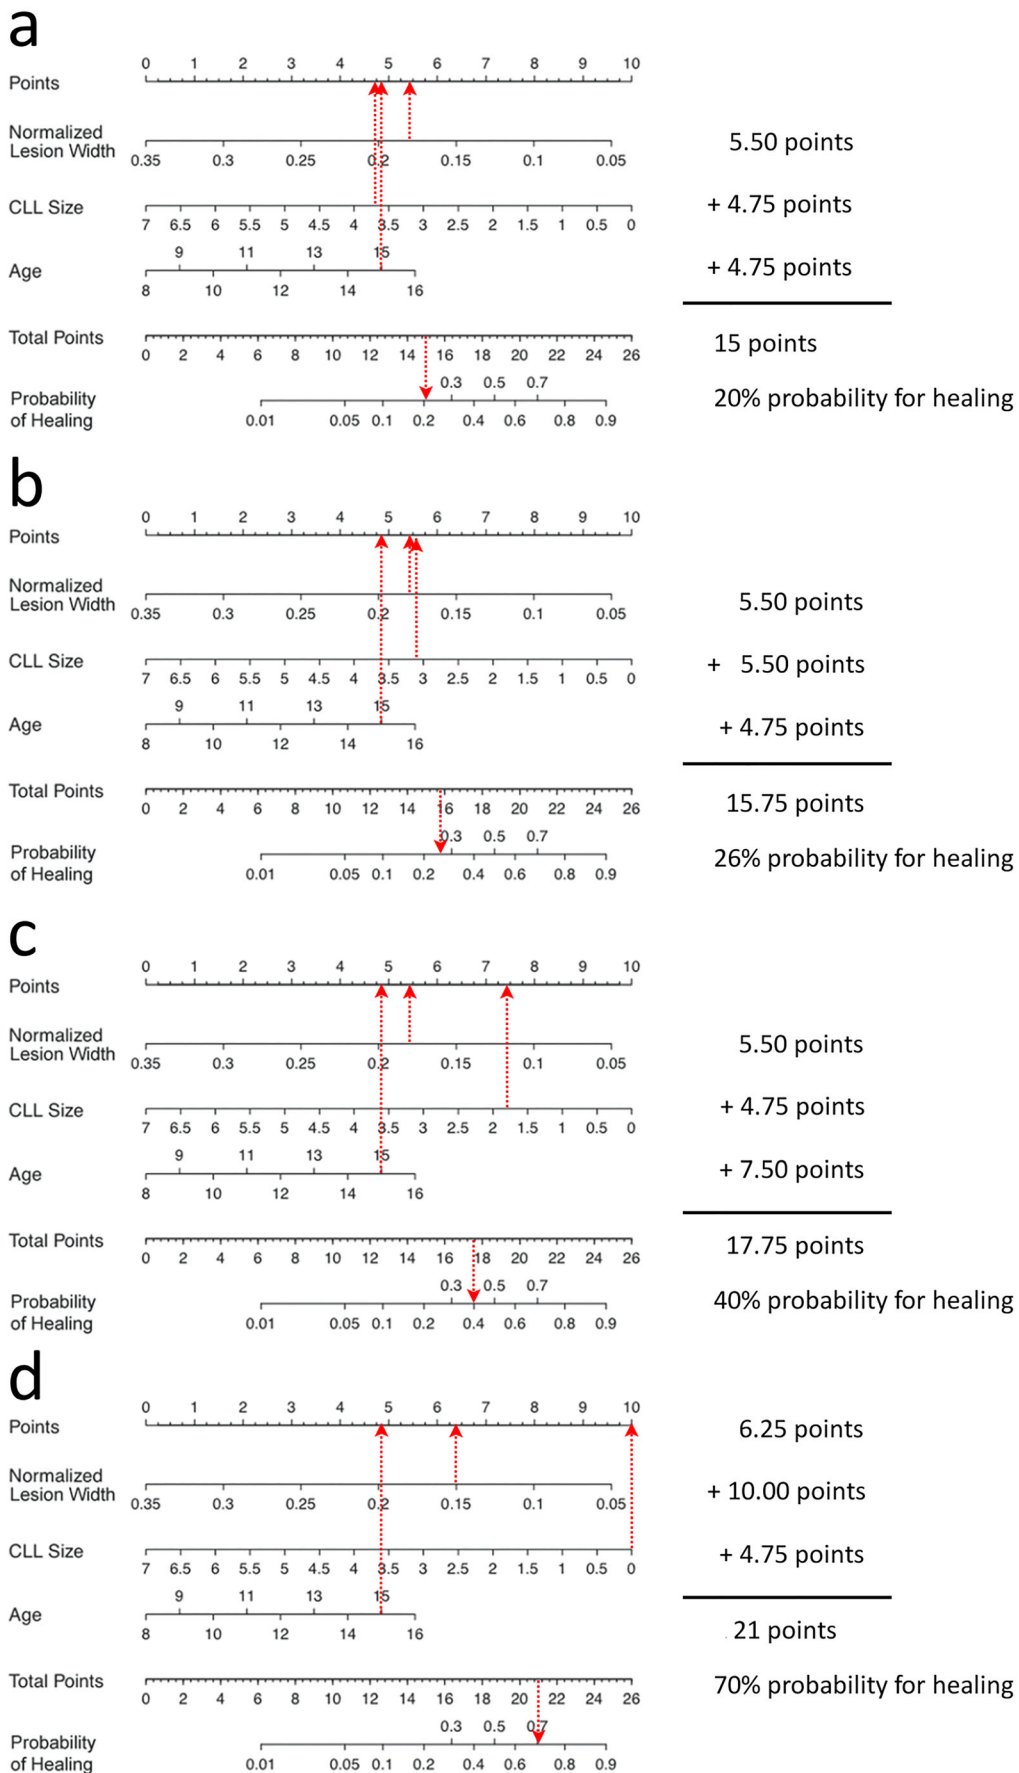 a
0 1 2 3 4 5 6 7 8 9 10
Points
Normalized
Lesion Width
0.35 0.3 0.25 0.2 0.15 0.1 0.05
5.50 points
CLL Size
+ 4.75 points
7 6.5 6 5.5 5 4.5 4 3.5 3 2.5 2 1.5 1 0.5 0
9 11 13 15
Age
+ 4.75 points
8 10 12 14 16
Total Points
0 2 4 6 8 10 12 14 16 18 20 22 24 26
15 points
0.3 0.5 0.7
Probability
of Healing
0.01 0.05 0.1 0.2 0.4 0.6 0.8 0.9
20% probability for healing
b
0 1 2 3 4 5 6 7 8 9 10
Points
Normalized
Lesion Width
0.35 0.3 0.25 0.2 0.15 0.1 0.05
5.50 points
CLL Size
+ 5.50 points
7 6.5 6 5.5 5 4.5 4 3.5 3 2.5 2 1.5 1 0.5 0
9 11 13 15
Age
+ 4.75 points
8 10 12 14 16
Total Points
0 2 4 6 8 10 12 14 16 18 20 22 24 26
15.75 points
0.3 0.5 0.7
Probability
of Healing
0.01 0.05 0.1 0.2 0.4 0.6 0.8 0.9
26% probability for healing
c
0 1 2 3 4 5 6 7 8 9 10
Points
Normalized
Lesion Width
0.35 0.3 0.25 0.2 0.15 0.1 0.05
5.50 points
CLL Size
+ 4.75 points
7 6.5 6 5.5 5 4.5 4 3.5 3 2.5 2 1.5 1 0.5 0
9 11 13 15
Age
+ 7.50 points
8 10 12 14 16
Total Points
0 2 4 6 8 10 12 14 16 18 20 22 24 26
17.75 points
0.3 0.5 0.7
Probability
of Healing
0.01 0.05 0.1 0.2 0.4 0.6 0.8 0.9
40% probability for healing
d
0 1 2 3 4 5 6 7 8 9 10
Points
6.25 points
Normalized
Lesion Width
0.35 0.3 0.25 0.2 0.15 0.1 0.05
+ 10.00 points
CLL Size
+ 4.75 points
7 6.5 6 5.5 5 4.5 4 3.5 3 2.5 2 1.5 1 0.5 0
9 11 13 15
Age
8 10 12 14 16
21 points
Total Points
0 2 4 6 8 10 12 14 16 18 20 22 24 26
70% probability for healing
0.3 0.5 0.7
Probability
of Healing
0.01 0.05 0.1 0.2 0.4 0.6 0.8 0.9